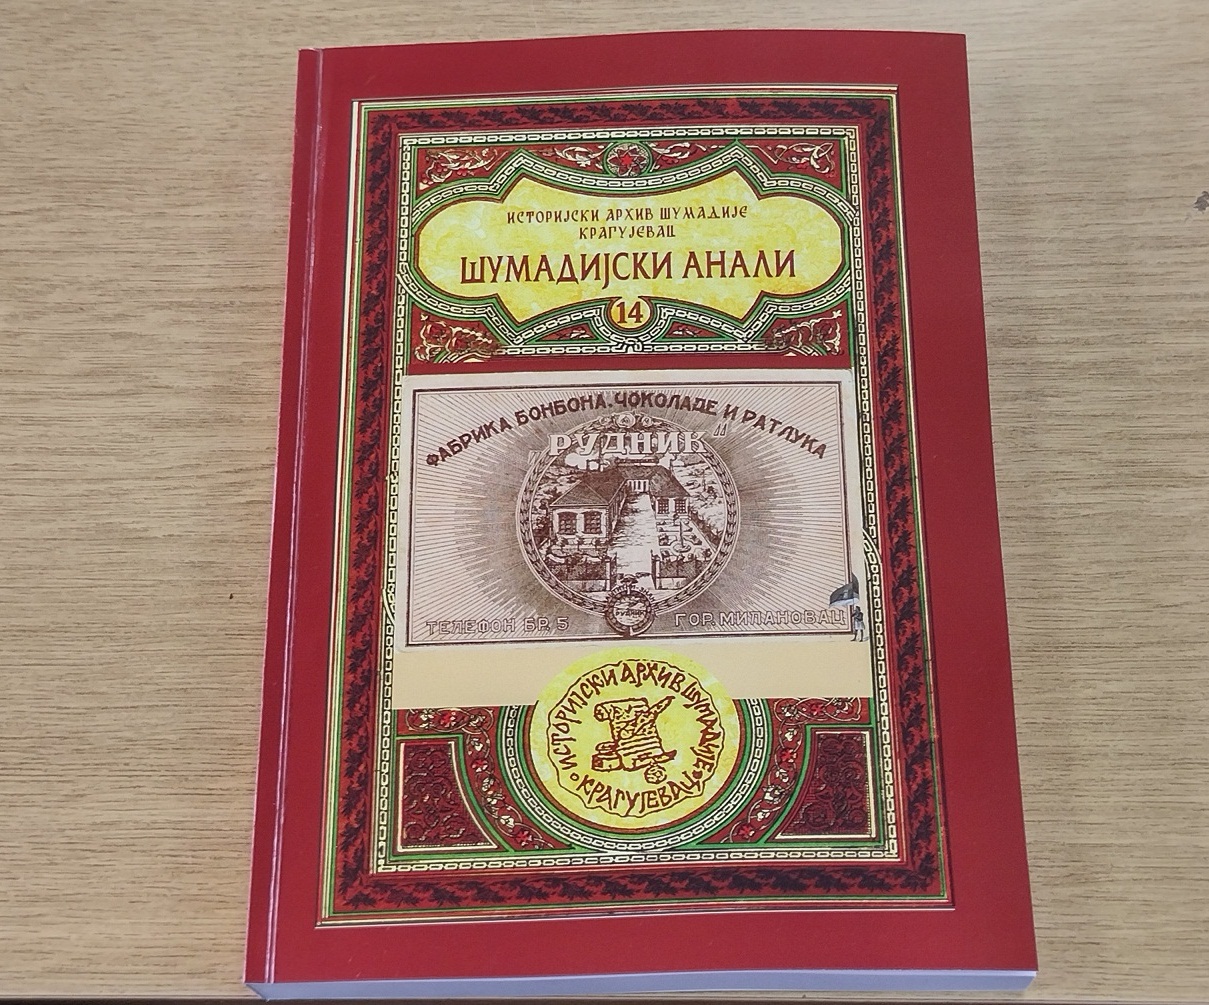 ИСТОРИЈСКИ АРХИВ ШУМАДИЈЕ
КРАГУЈЕВАЦ
ШУМАДИЈСКИ АНАЛИ
14
ФАБРИКА БОНБОНА, ЧОКОЛАДЕ И РАТЛУКА
„РУДНИК"
РУДНИК
ТЕЛЕФОН БР. 5 ГОР. МИЛАНОВАЦ
ИСТОРИЈСКИ АРХИВ ШУМАДИЈЕ
• КРАГУЈЕВАЦ •